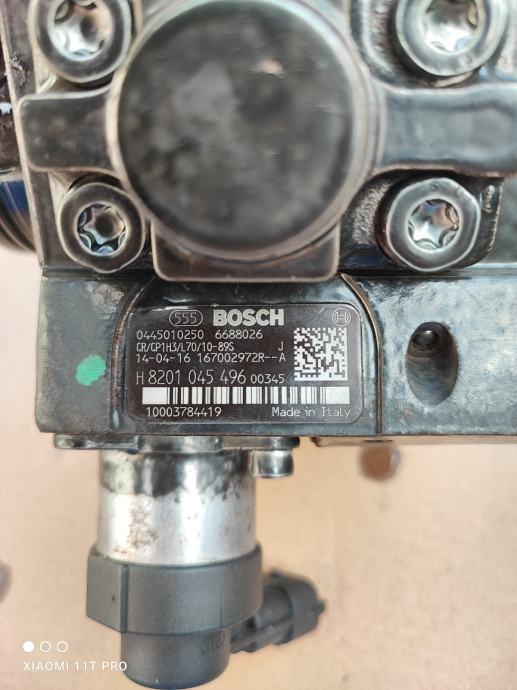 555 BOSCH
0445010250 6688026
CR/CP1H3/L70/10-89S J
14-04-16 167002972R--A
H 8201 045 496 00345
10003784419 Made in Italy
XIAOMI 11T PRO